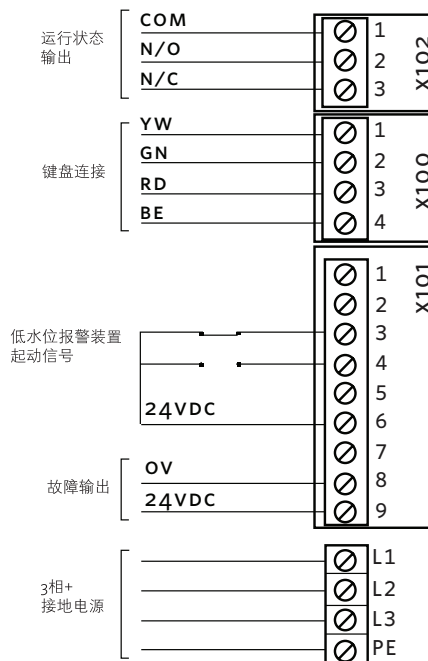 运行状态
输出
COM
N/O
N/C
1
2
3
X102
键盘连接
YW
GN
RD
BE
1
2
3
4
X100
低水位报警装置
起动信号
24VDC
1
2
3
4
5
6
7
8
9
X101
故障输出
0V
24VDC
3相+
接地电源
L1
L2
L3
PE